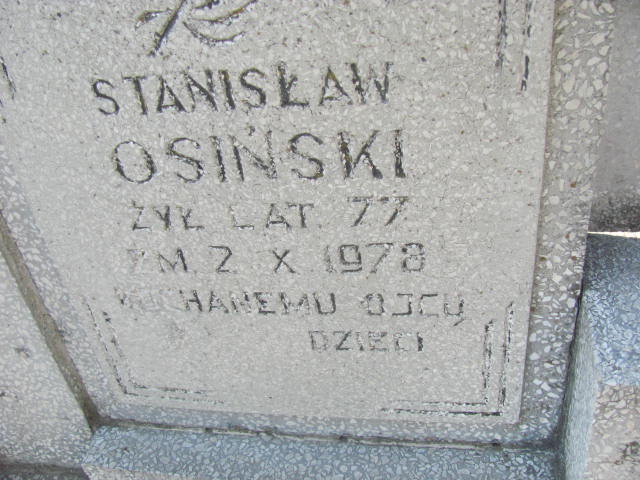 STANISŁAW
OSIŃSKI
ŻYŁ LAT 77
ZM. 2 X 1978
KOCHANEMU OJCU
DZIECI